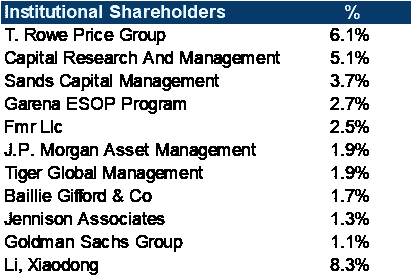 Institutional Shareholders %
T. Rowe Price Group 6.1%
Capital Research And Management 5.1%
Sands Capital Management 3.7%
Garena ESOP Program 2.7%
Fmr Llc 2.5%
J.P. Morgan Asset Management 1.9%
Tiger Global Management 1.9%
Baillie Gifford & Co 1.7%
Jennison Associates 1.3%
Goldman Sachs Group 1.1%
Li, Xiaodong 8.3%